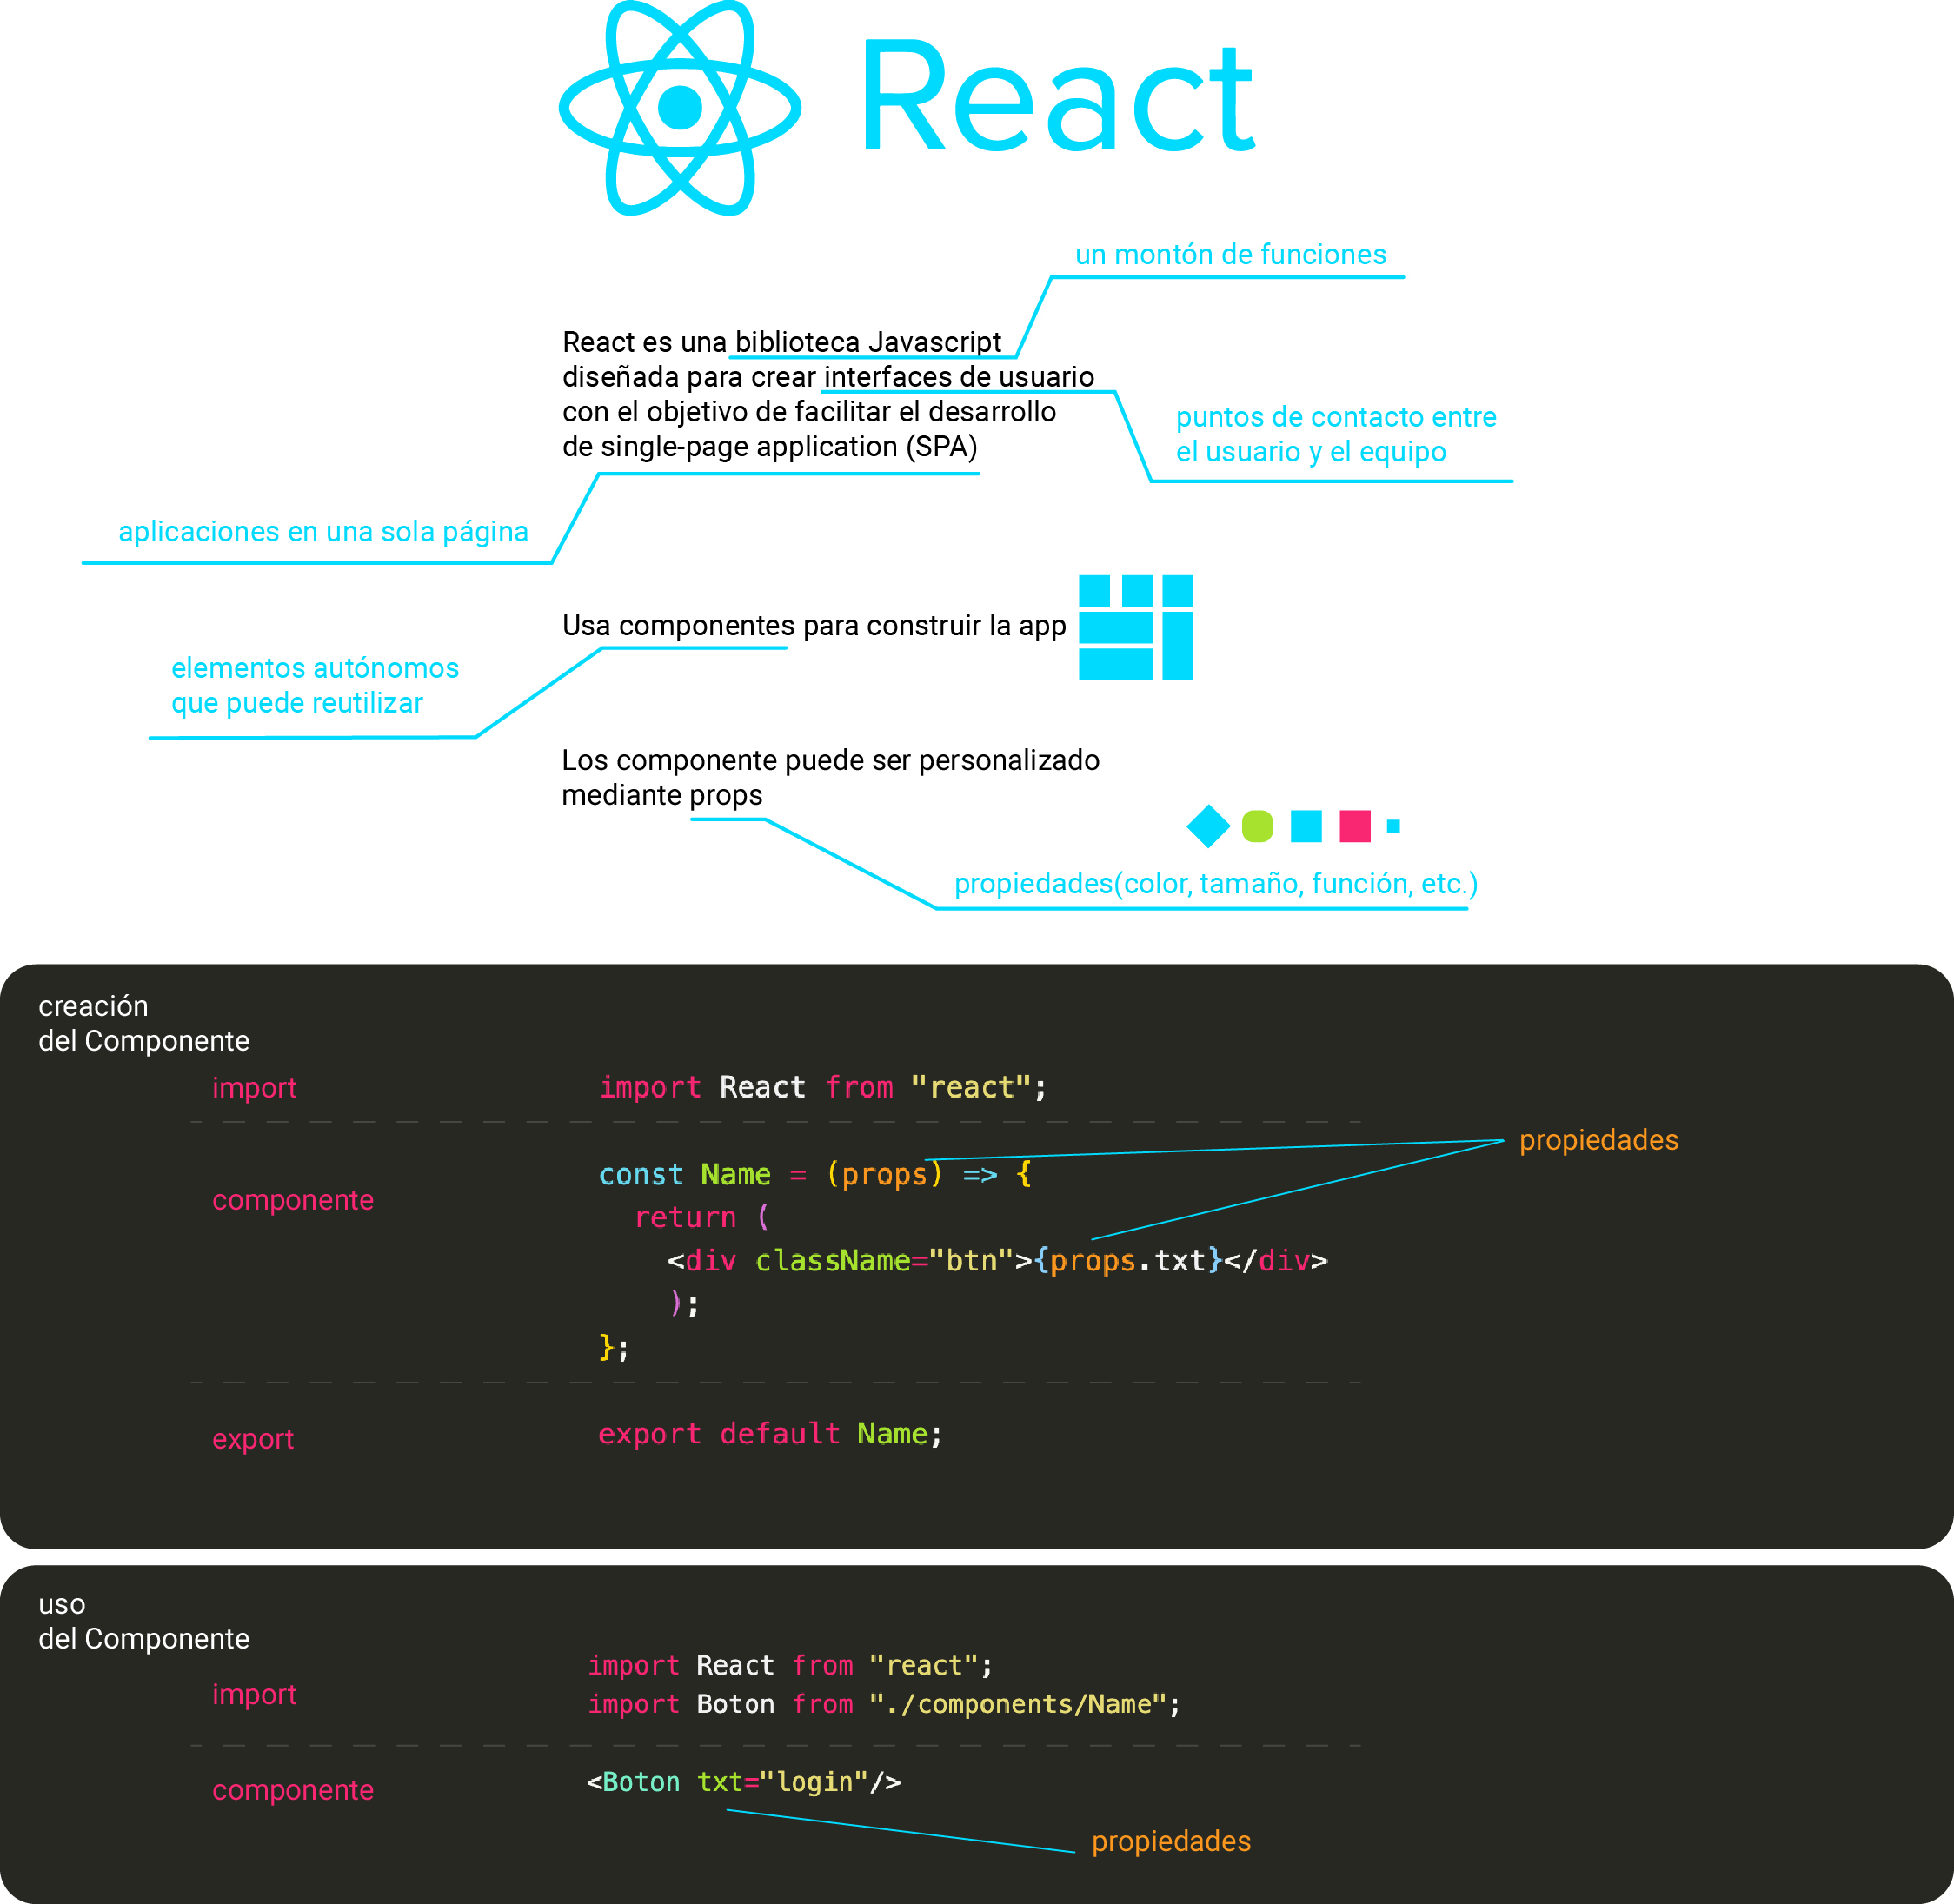 React
un montón de funciones
React es una biblioteca Javascript
diseñada para crear interfaces de usuario
con el objetivo de facilitar el desarrollo
de single-page application (SPA)
puntos de contacto entre
el usuario y el equipo
aplicaciones en una sola página
Usa componentes para construir la app
elementos autónomos
que puede reutilizar
Los componente puede ser personalizado
mediante props
propiedades(color, tamaño, función, etc.)
creación
del Componente
import
import React from "react";
propiedades
componente
const Name = (props) => {
return (
<div className="btn">{props.txt}</div>
);
};
export
export default Name;
uso
del Componente
import
import React from "react";
import Boton from "./components/Name";
componente
<Boton txt="login"/>
propiedades